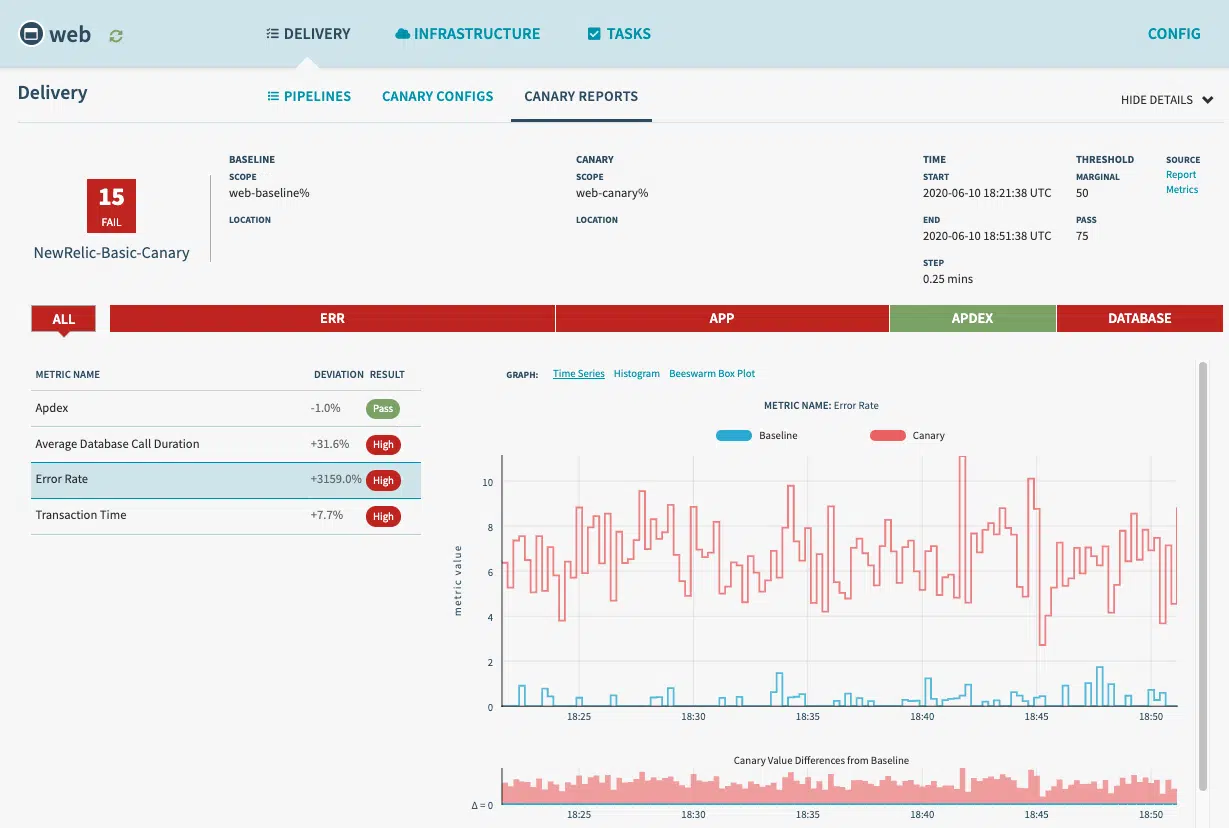 web
DELIVERY
INFRASTRUCTURE
TASKS
CONFIG
Delivery
PIPELINES
CANARY CONFIGS
CANARY REPORTS
HIDE DETAILS
15
FAIL
NewRelic-Basic-Canary
BASELINE
SCOPE
web-baseline%
LOCATION
CANARY
SCOPE
web-canary%
LOCATION
TIME
START
2020-06-10 18:21:38 UTC
END
2020-06-10 18:51:38 UTC
STEP
0.25 mins
THRESHOLD
MARGINAL
50
PASS
75
SOURCE
Report
Metrics
ALL
ERR
APP
APDEX
DATABASE
METRIC NAME DEVIATION RESULT
Apdex -1.0% Pass
Average Database Call Duration +31.6% High
Error Rate +3159.0% High
Transaction Time +7.7% High
GRAPH: Time Series Histogram Beeswarm Box Plot
METRIC NAME: Error Rate
Baseline Canary
metric value
10
8
6
4
2
0
18:25 18:30 18:35 18:40 18:45 18:50
Canary Value Differences from Baseline
Δ = 0
18:25 18:30 18:35 18:40 18:45 18:50